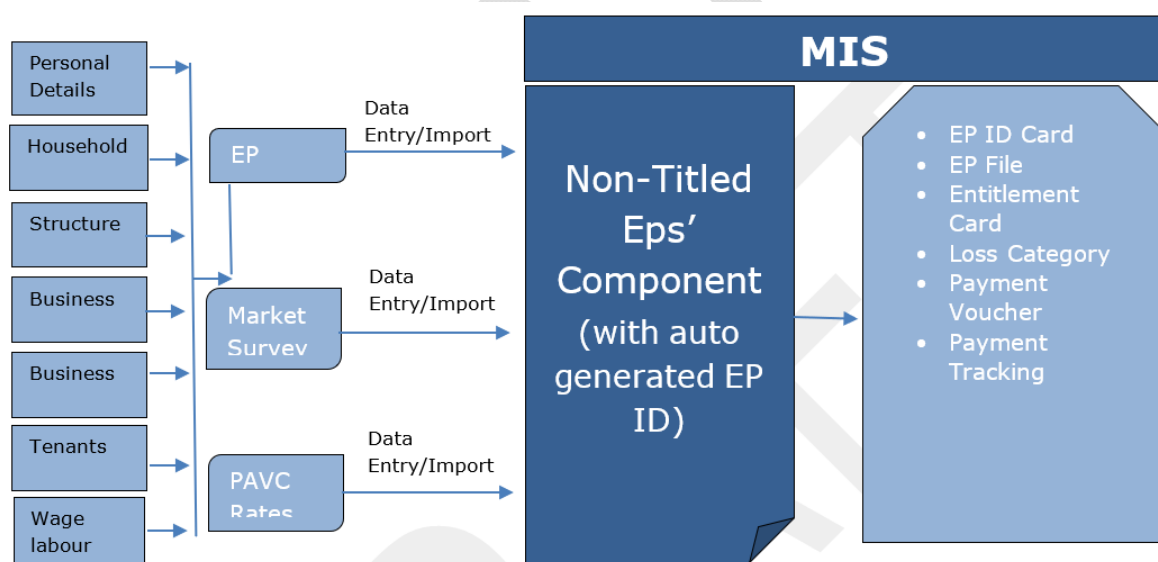 MIS
Personal
Details
Household
Structure
Business
Business
Tenants
Wage
labour
EP
Market
Survey
PAVC
Rates
Data
Entry/Import
Data
Entry/Import
Data
Entry/Import
Non-Titled
Eps’
Component
(with auto
generated EP
ID)
• EP ID Card
• EP File
• Entitlement
Card
• Loss Category
• Payment
Voucher
• Payment
Tracking